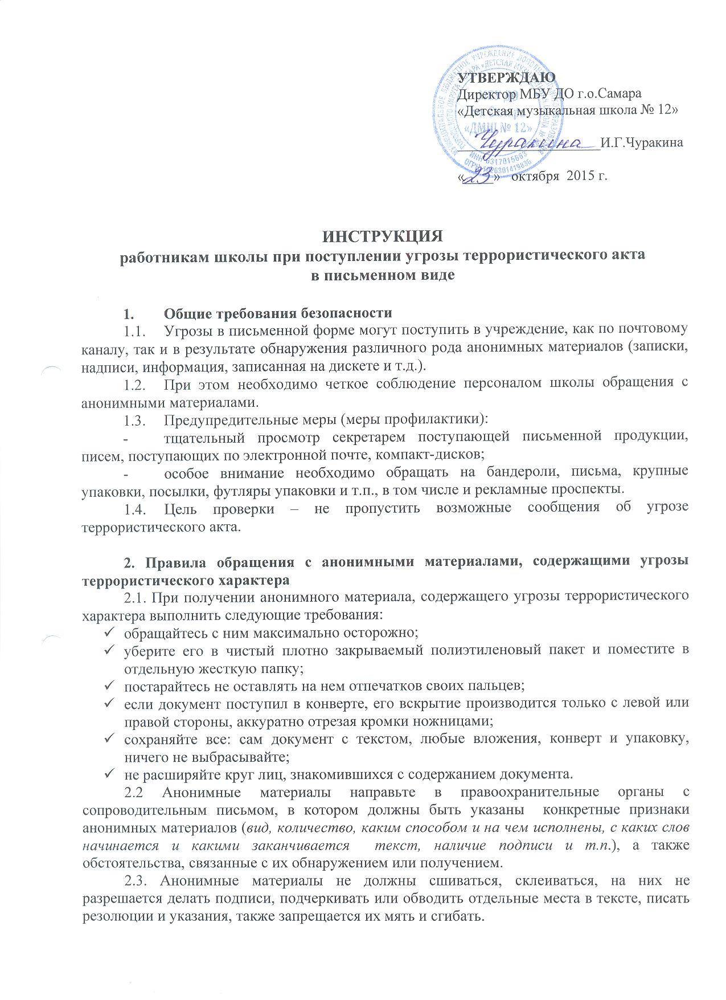 УТВЕРЖДАЮ
Директор МБУ ДО г.о.Самара
«Детская музыкальная школа № 12»
МБУ ДО
г.о. Самара
«ДМШ № 12»
ИНН 6317015663
Чуракина И.Г.Чуракина
«23» октября 2015 г.
ИНСТРУКЦИЯ
работникам школы при поступлении угрозы террористического акта
в письменном виде
1. Общие требования безопасности
1.1. Угрозы в письменной форме могут поступить в учреждение, как по почтовому
каналу, так и в результате обнаружения различного рода анонимных материалов (записки,
надписи, информация, записанная на дискете и т.д.).
1.2. При этом необходимо четкое соблюдение персоналом школы обращения с
анонимными материалами.
1.3. Предупредительные меры (меры профилактики):
- тщательный просмотр секретарем поступающей письменной продукции,
писем, поступающих по электронной почте, компакт-дисков;
- особое внимание необходимо обращать на бандероли, письма, крупные
упаковки, посылки, футляры упаковки и т.п., в том числе и рекламные проспекты.
1.4. Цель проверки – не пропустить возможные сообщения об угрозе
террористического акта.
2. Правила обращения с анонимными материалами, содержащими угрозы
террористического характера
2.1. При получении анонимного материала, содержащего угрозы террористического
характера выполнить следующие требования:
✓ обращайтесь с ним максимально осторожно;
✓ уберите его в чистый плотно закрываемый полиэтиленовый пакет и поместите в
отдельную жесткую папку;
✓ постарайтесь не оставлять на нем отпечатков своих пальцев;
✓ если документ поступил в конверте, его вскрытие производится только с левой или
правой стороны, аккуратно отрезая кромки ножницами;
✓ сохраняйте все: сам документ с текстом, любые вложения, конверт и упаковку,
ничего не выбрасывайте;
✓ не расширяйте круг лиц, знакомившихся с содержанием документа.
2.2 Анонимные материалы направьте в правоохранительные органы с
сопроводительным письмом, в котором должны быть указаны конкретные признаки
анонимных материалов (вид, количество, каким способом и на чем исполнены, с каких слов
начинается и какими заканчивается текст, наличие подписи и т.п.), а также
обстоятельства, связанные с их обнаружением или получением.
2.3. Анонимные материалы не должны сшиваться, склеиваться, на них не
разрешается делать подписи, подчеркивать или обводить отдельные места в тексте, писать
резолюции и указания, также запрещается их мять и сгибать.